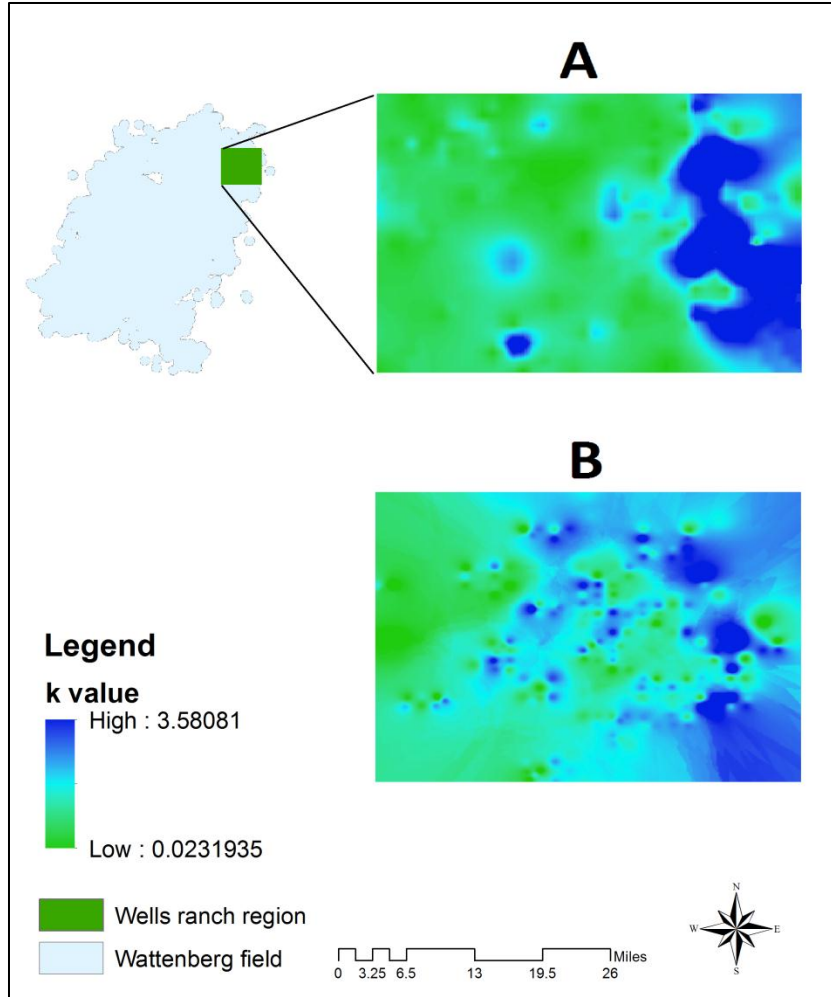 A
B
Legend
k value
High : 3.58081
Low : 0.0231935
Wells ranch region
Wattenberg field
N
W E
S
Miles
0 3.25 6.5 13 19.5 26